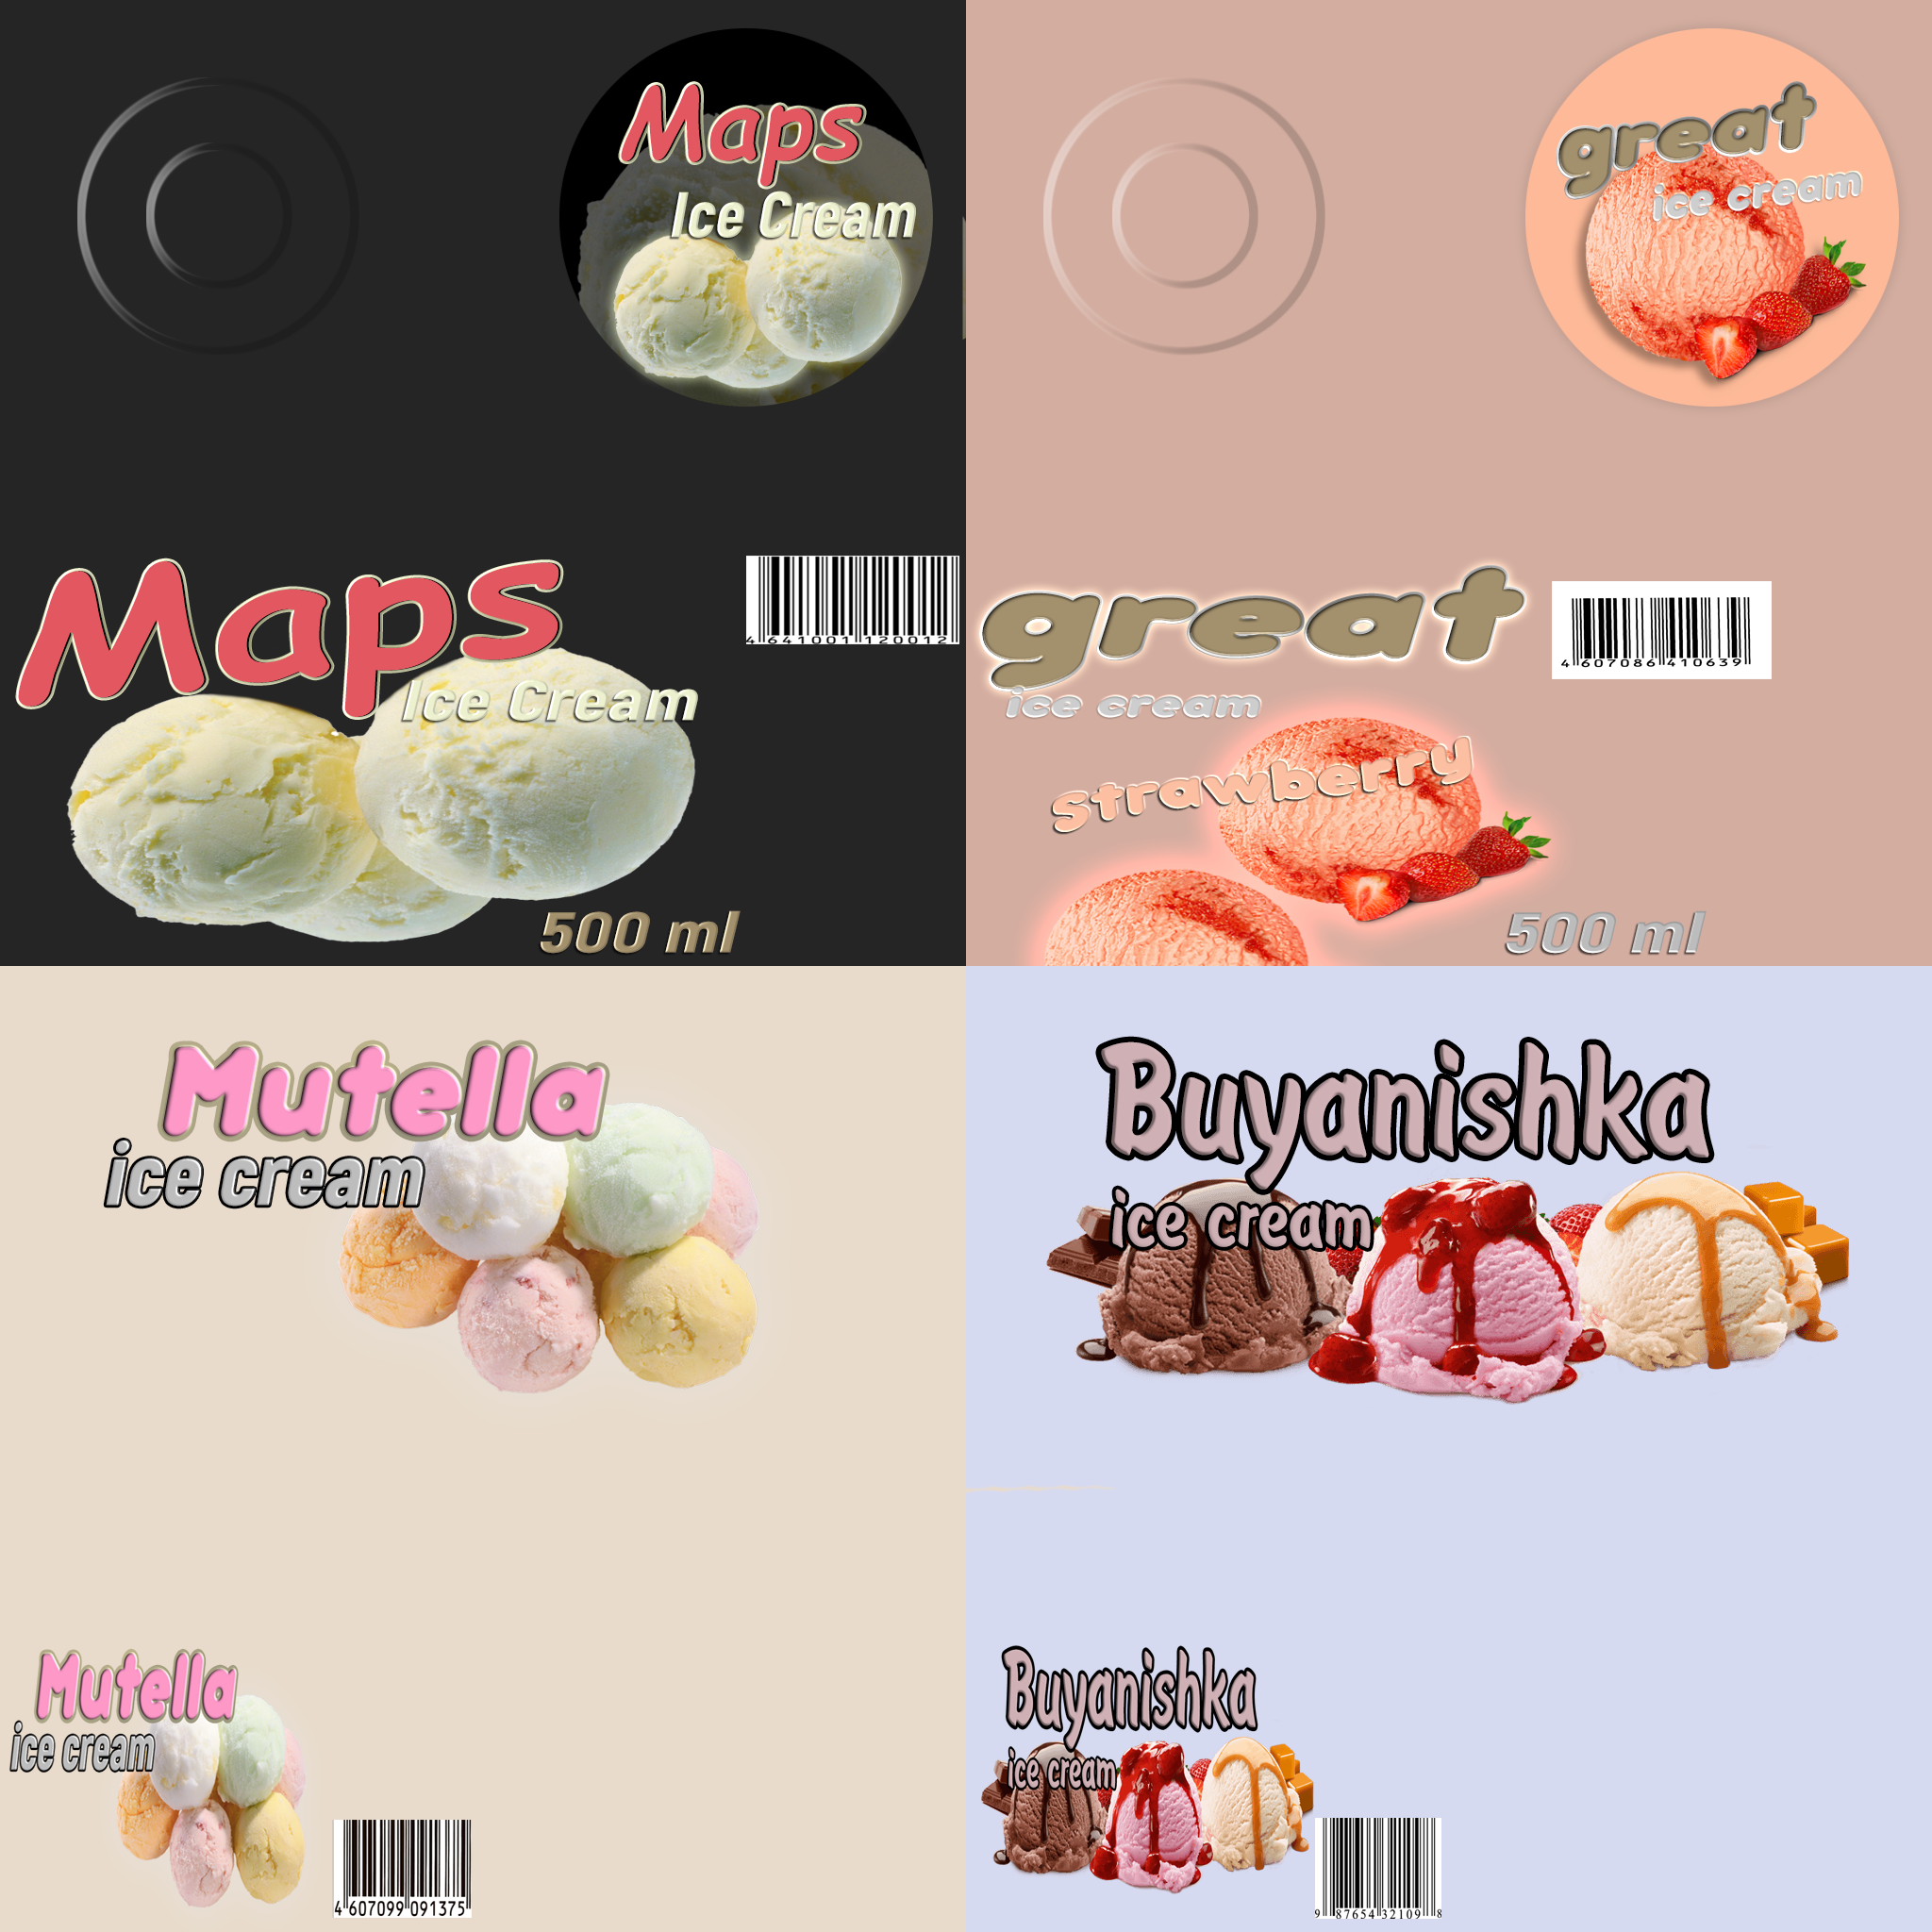 Maps
Ice Cream
Maps
Ice Cream
4 641001 120012
500 ml
great
ice cream
great
ice cream
4 607086 410639
strawberry
500 ml
Mutella
ice cream
Mutella
ice cream
4 607099 091375
Buyanishka
ice cream
Buyanishka
ice cream
9 87654 32109 8